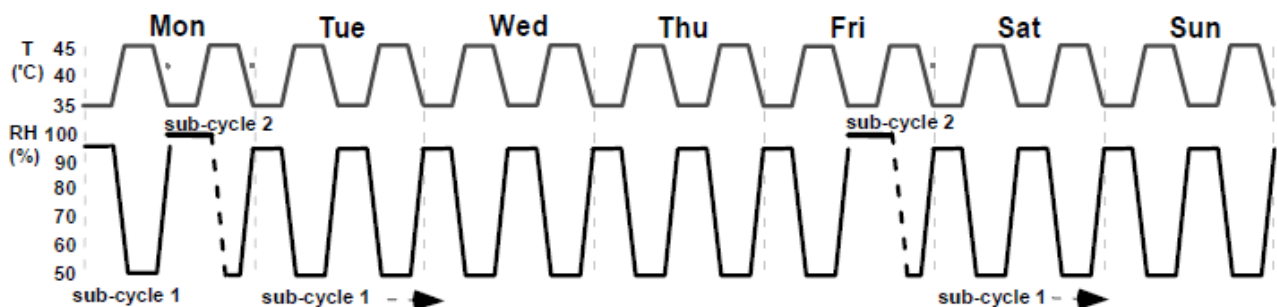 Mon Tue Wed Thu Fri Sat Sun
T 45
(°C) 40
35
sub-cycle 2 sub-cycle 2
RH 100
(%) 90
80
70
60
50
sub-cycle 1 sub-cycle 1 sub-cycle 1